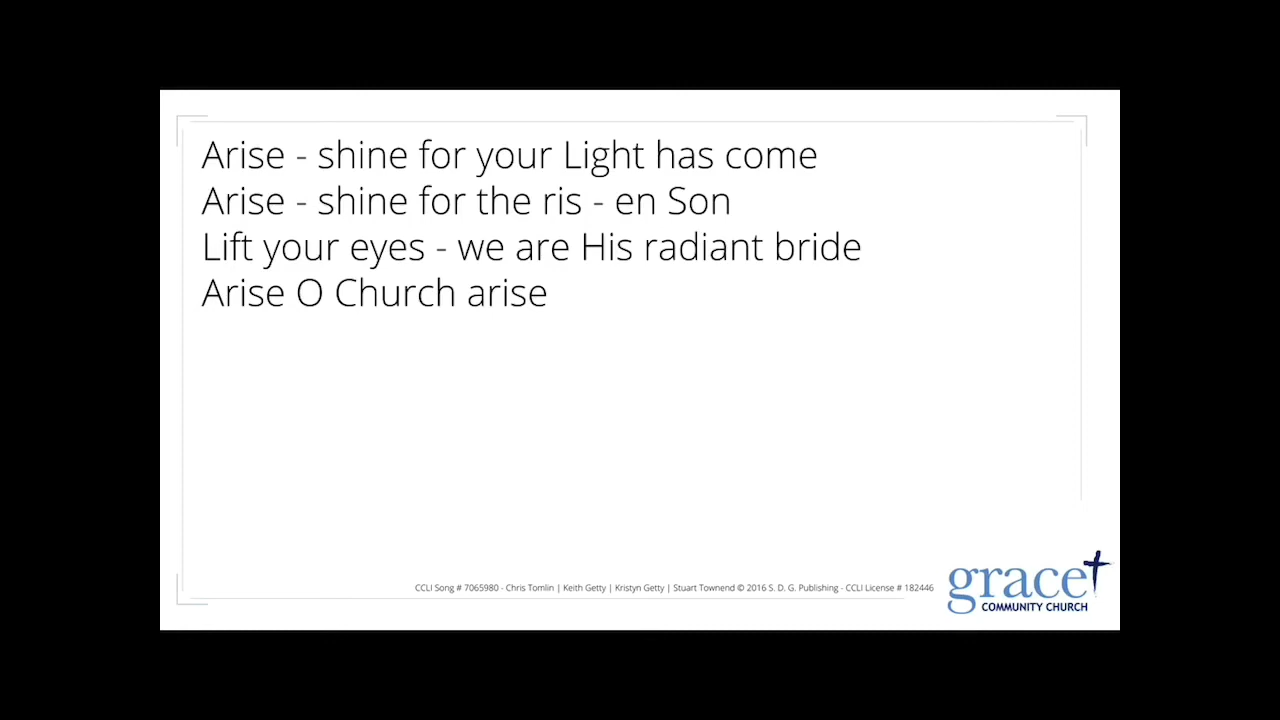 Arise - shine for your Light has come
Arise - shine for the ris - en Son
Lift your eyes - we are His radiant bride
Arise O Church arise
CCLI Song # 7065980 - Chris Tomlin | Keith Getty | Kristyn Getty | Stuart Townend © 2016 S. D. G. Publishing - CCLI License # 182446
grace
COMMUNITY CHURCH